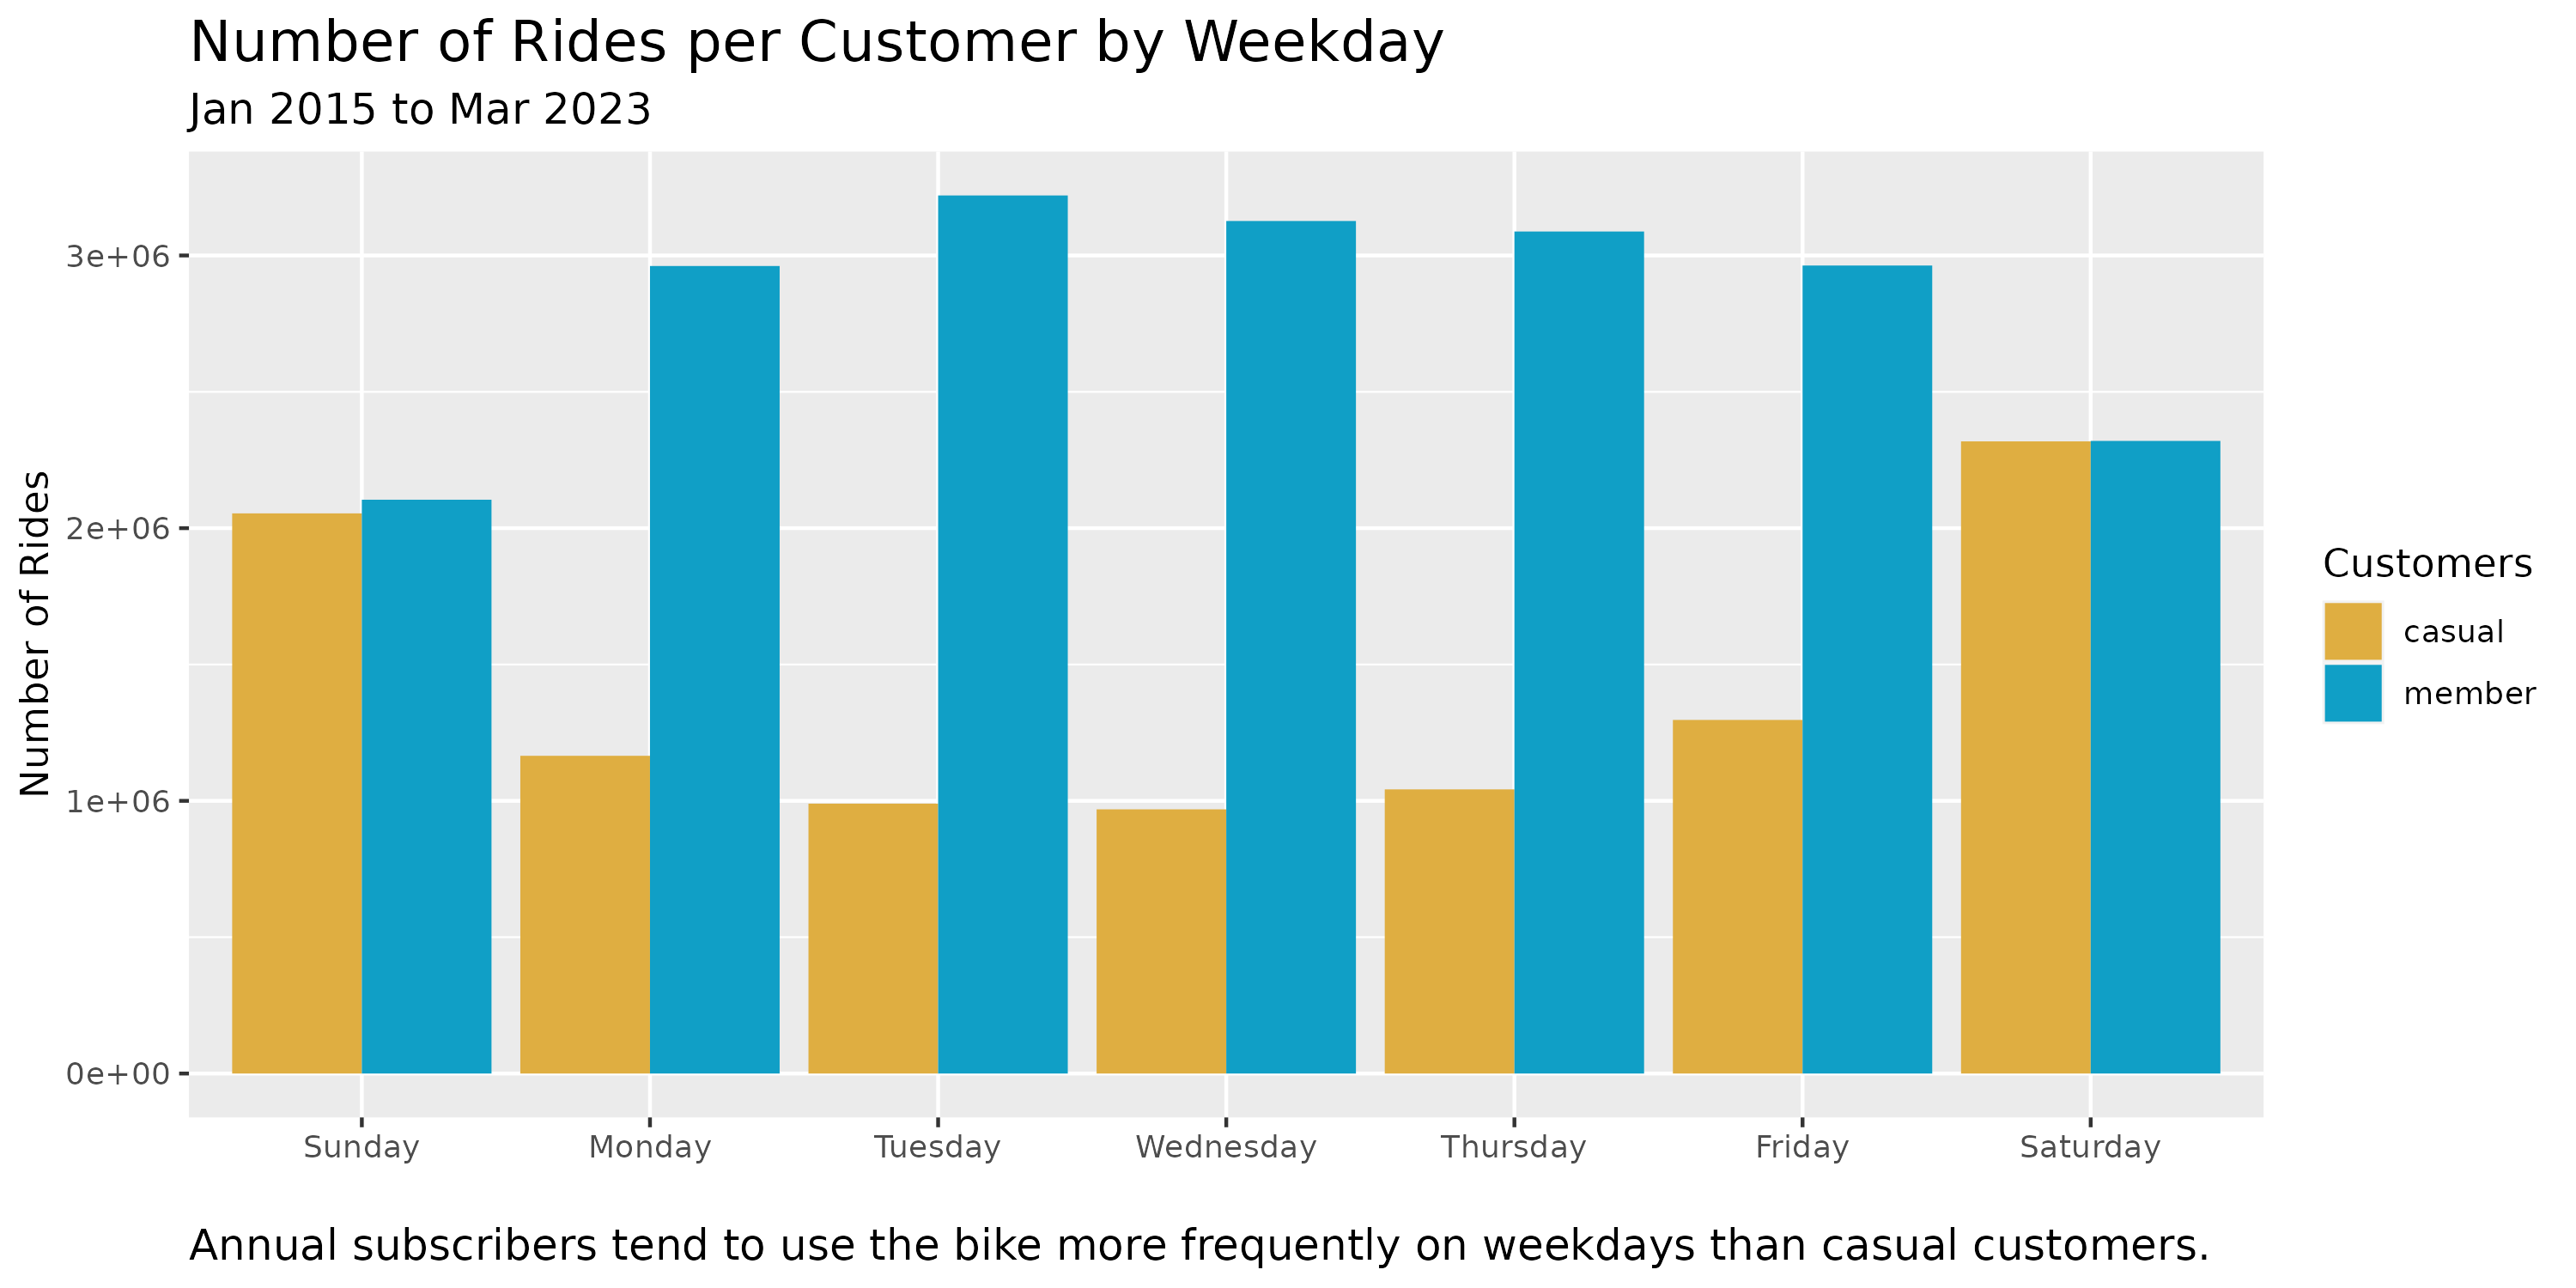 Number of Rides per Customer by Weekday
Jan 2015 to Mar 2023
Number of Rides
3e+06
2e+06
1e+06
0e+00
Sunday Monday Tuesday Wednesday Thursday Friday Saturday
Customers
casual
member
Annual subscribers tend to use the bike more frequently on weekdays than casual customers.